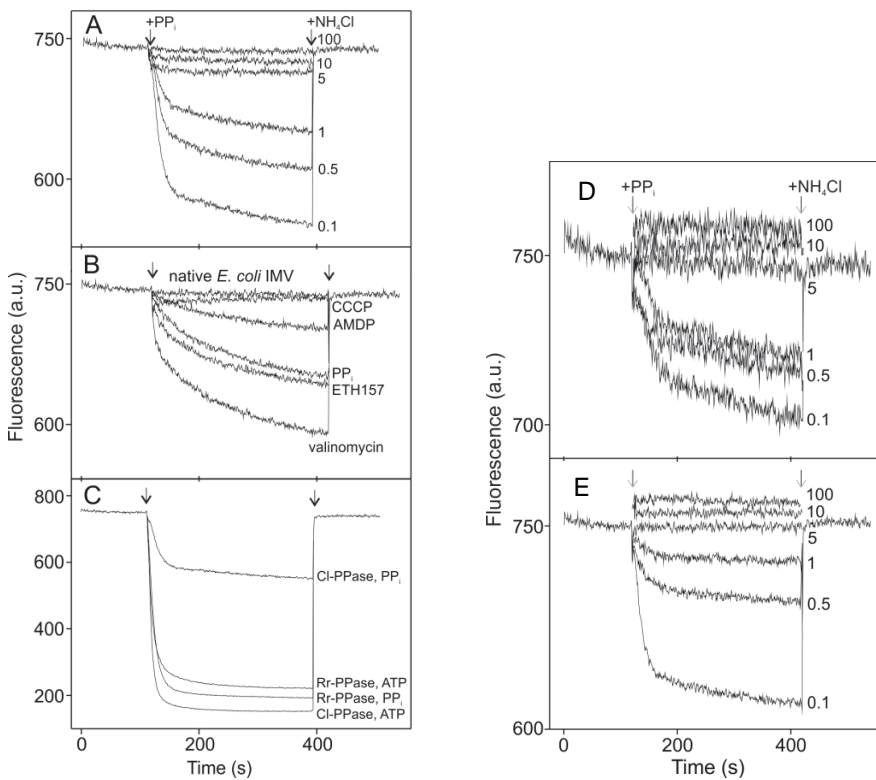 A
+PPᵢ
+NH₄Cl
750
600
100
10
5
1
0.5
0.1
B
native E. coli IMV
750
600
CCCP
AMDP
PPᵢ
ETH157
valinomycin
C
800
600
400
200
Cl-PPase, PPᵢ
Rr-PPase, ATP
Rr-PPase, PPᵢ
Cl-PPase, ATP
0 200 400
Time (s)
Fluorescence (a.u.)
D
+PPᵢ
+NH₄Cl
750
700
100
10
5
1
0.5
0.1
E
750
600
100
10
5
1
0.5
0.1
0 200 400
Time (s)
Fluorescence (a.u.)